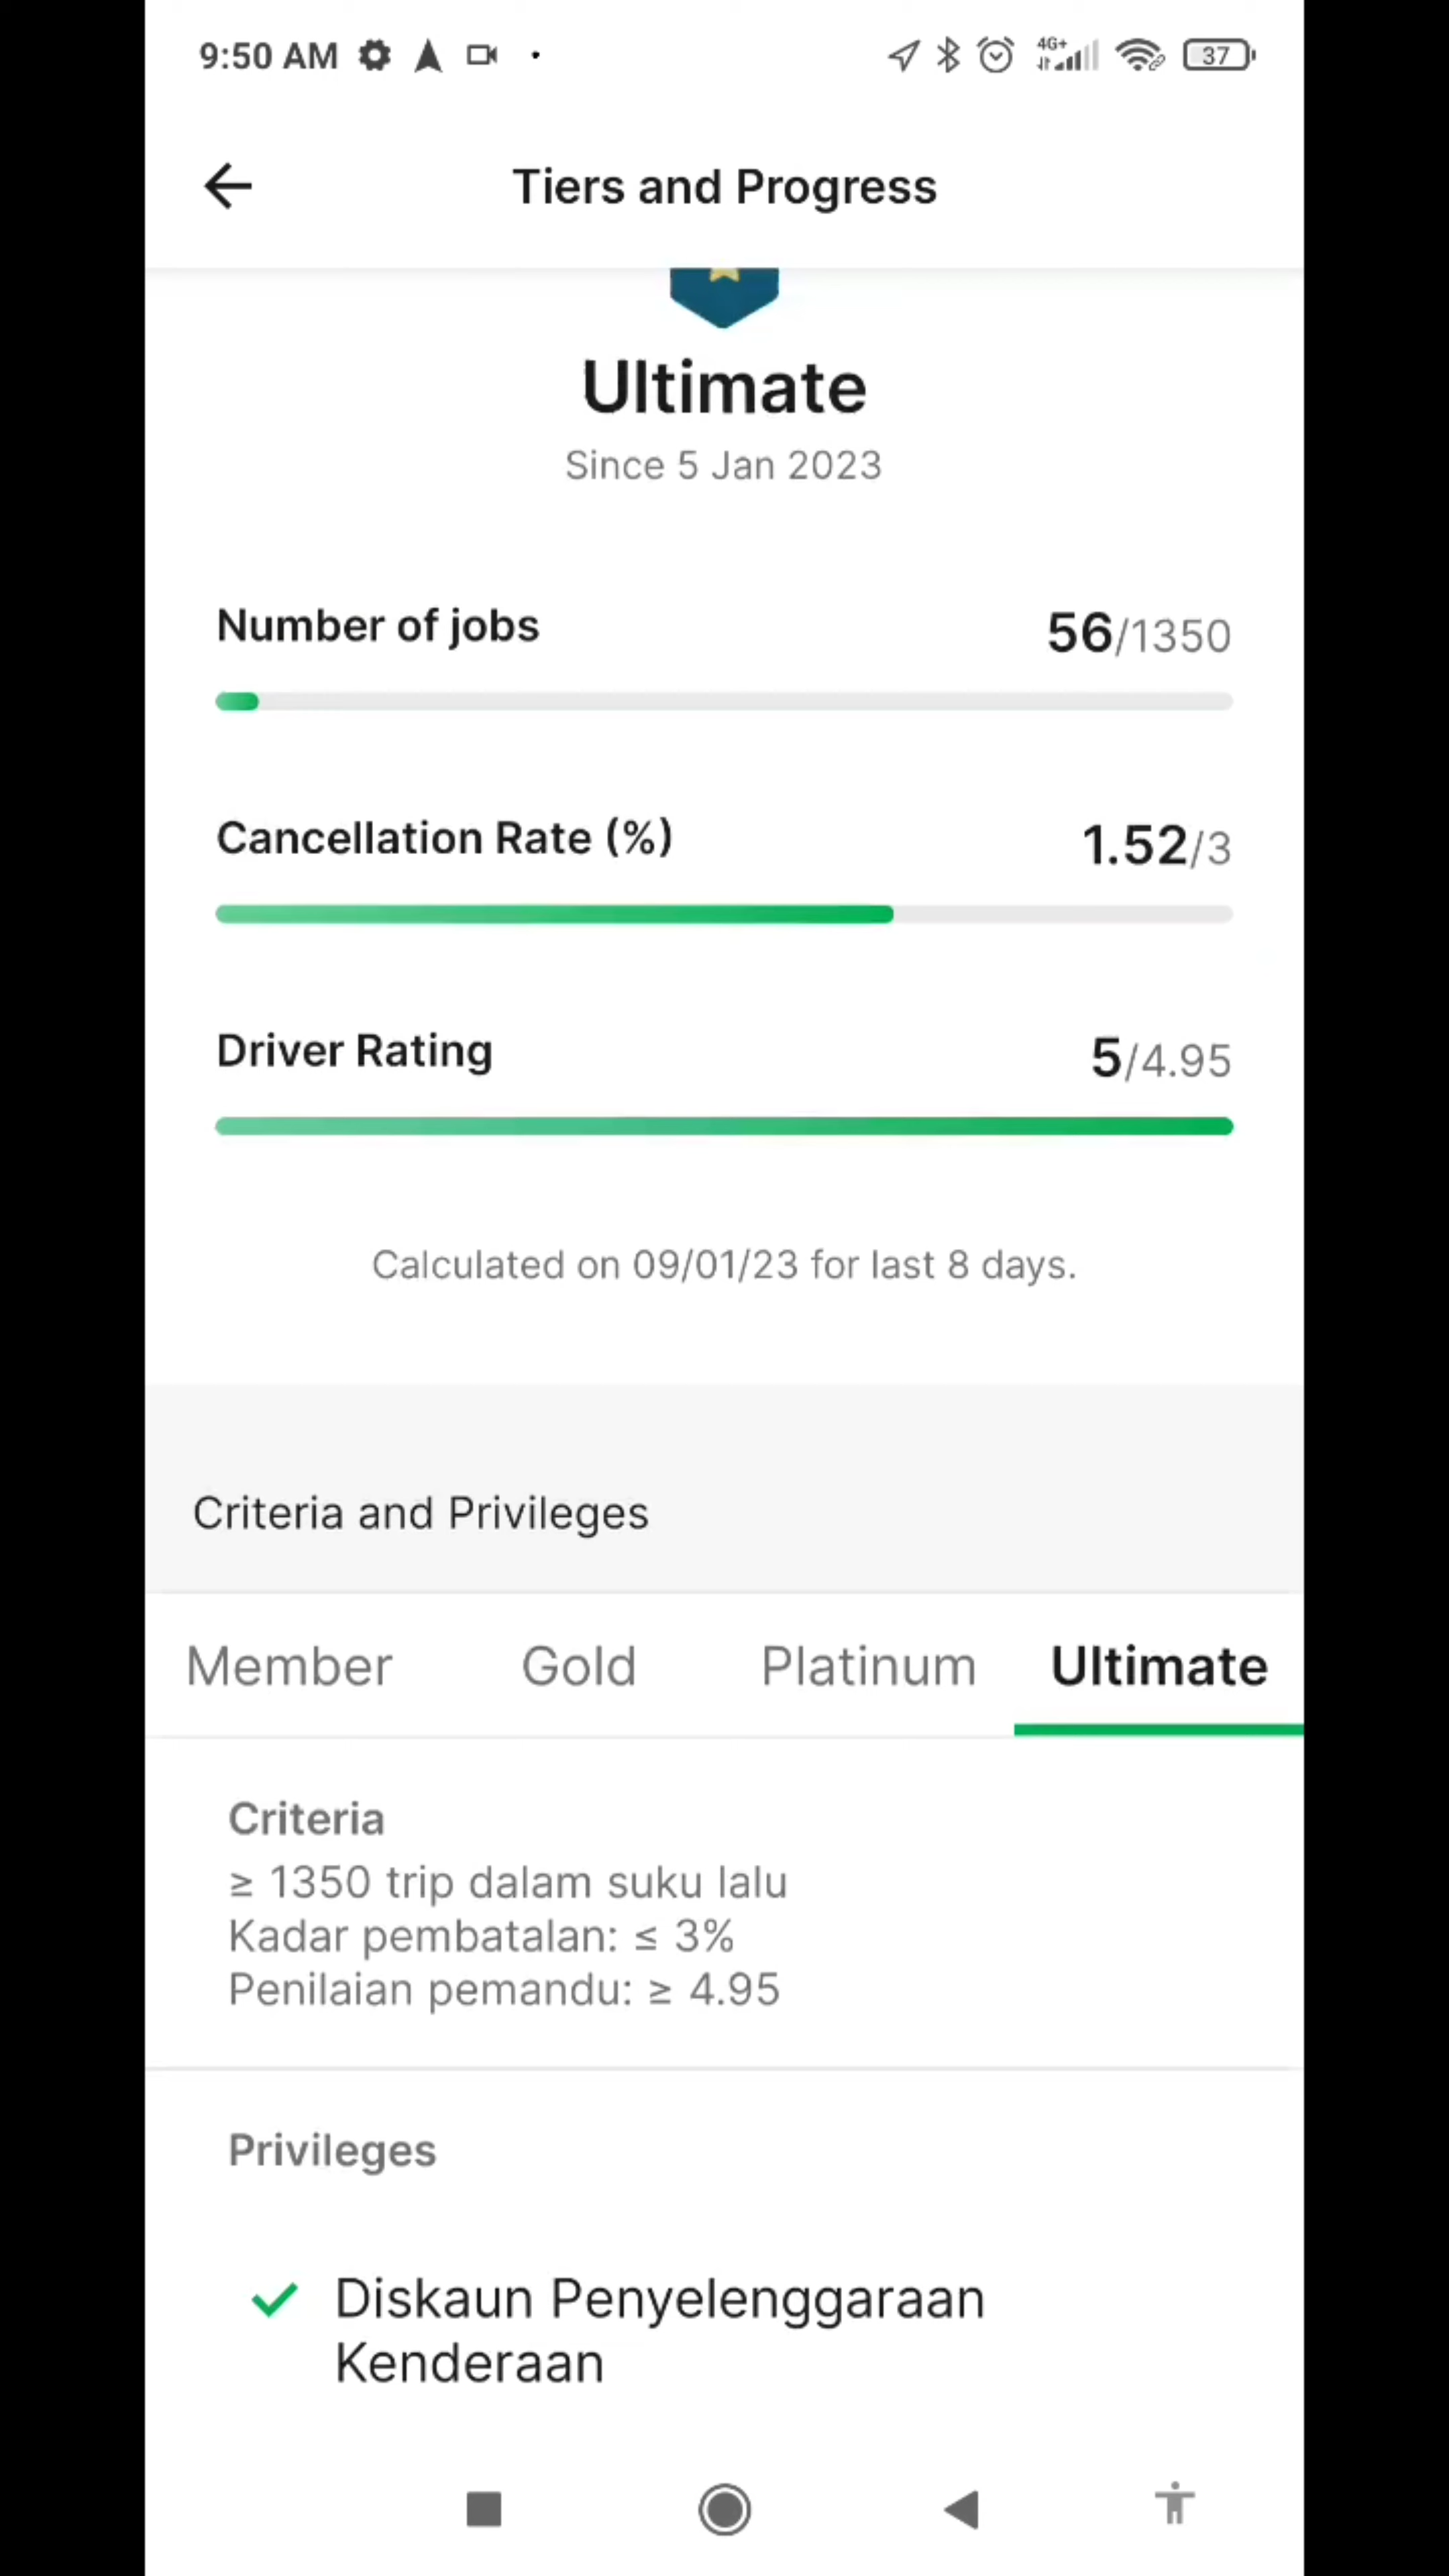 9:50 AM
4G+
37
Tiers and Progress
Ultimate
Since 5 Jan 2023
Number of jobs
56/1350
Cancellation Rate (%)
1.52/3
Driver Rating
5/4.95
Calculated on 09/01/23 for last 8 days.
Criteria and Privileges
Member Gold Platinum Ultimate
Criteria
≥ 1350 trip dalam suku lalu
Kadar pembatalan: ≤ 3%
Penilaian pemandu: ≥ 4.95
Privileges
Diskaun Penyelenggaraan
Kenderaan